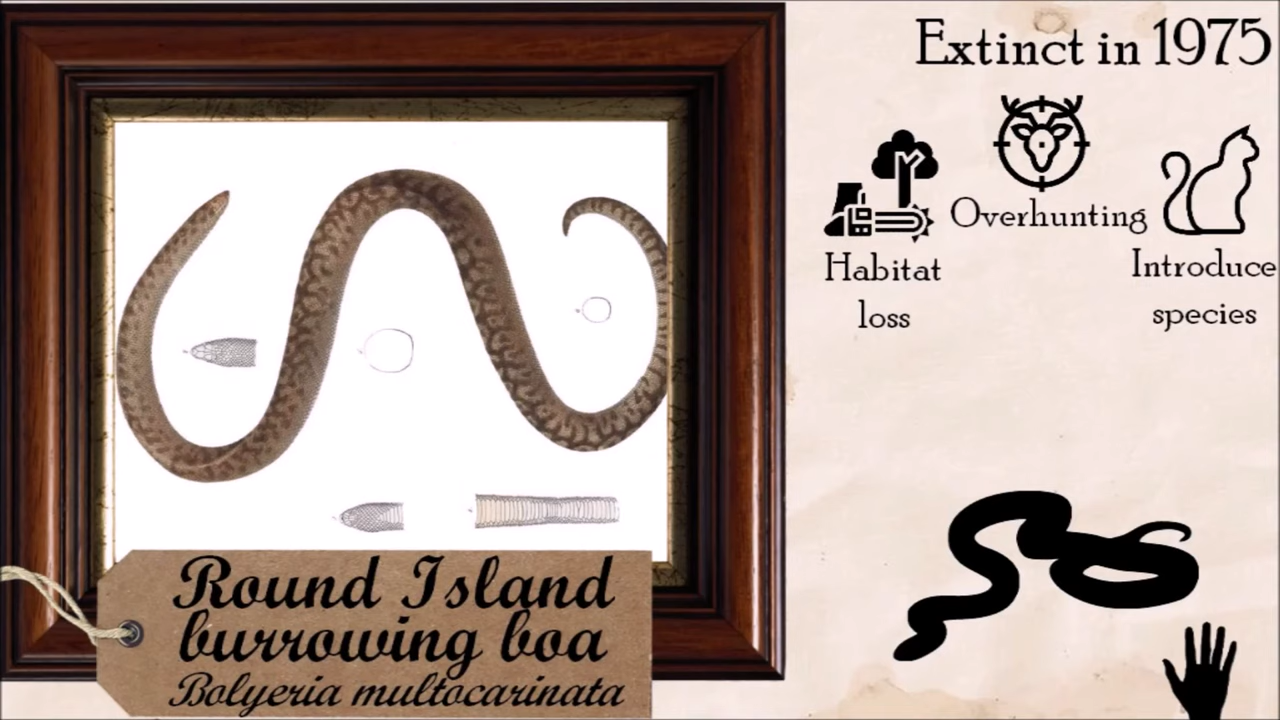 Extinct in 1975
Overhunting
Habitat
loss
Introduce
species
Round Island
burrowing boa
Bolyeria multocarinata